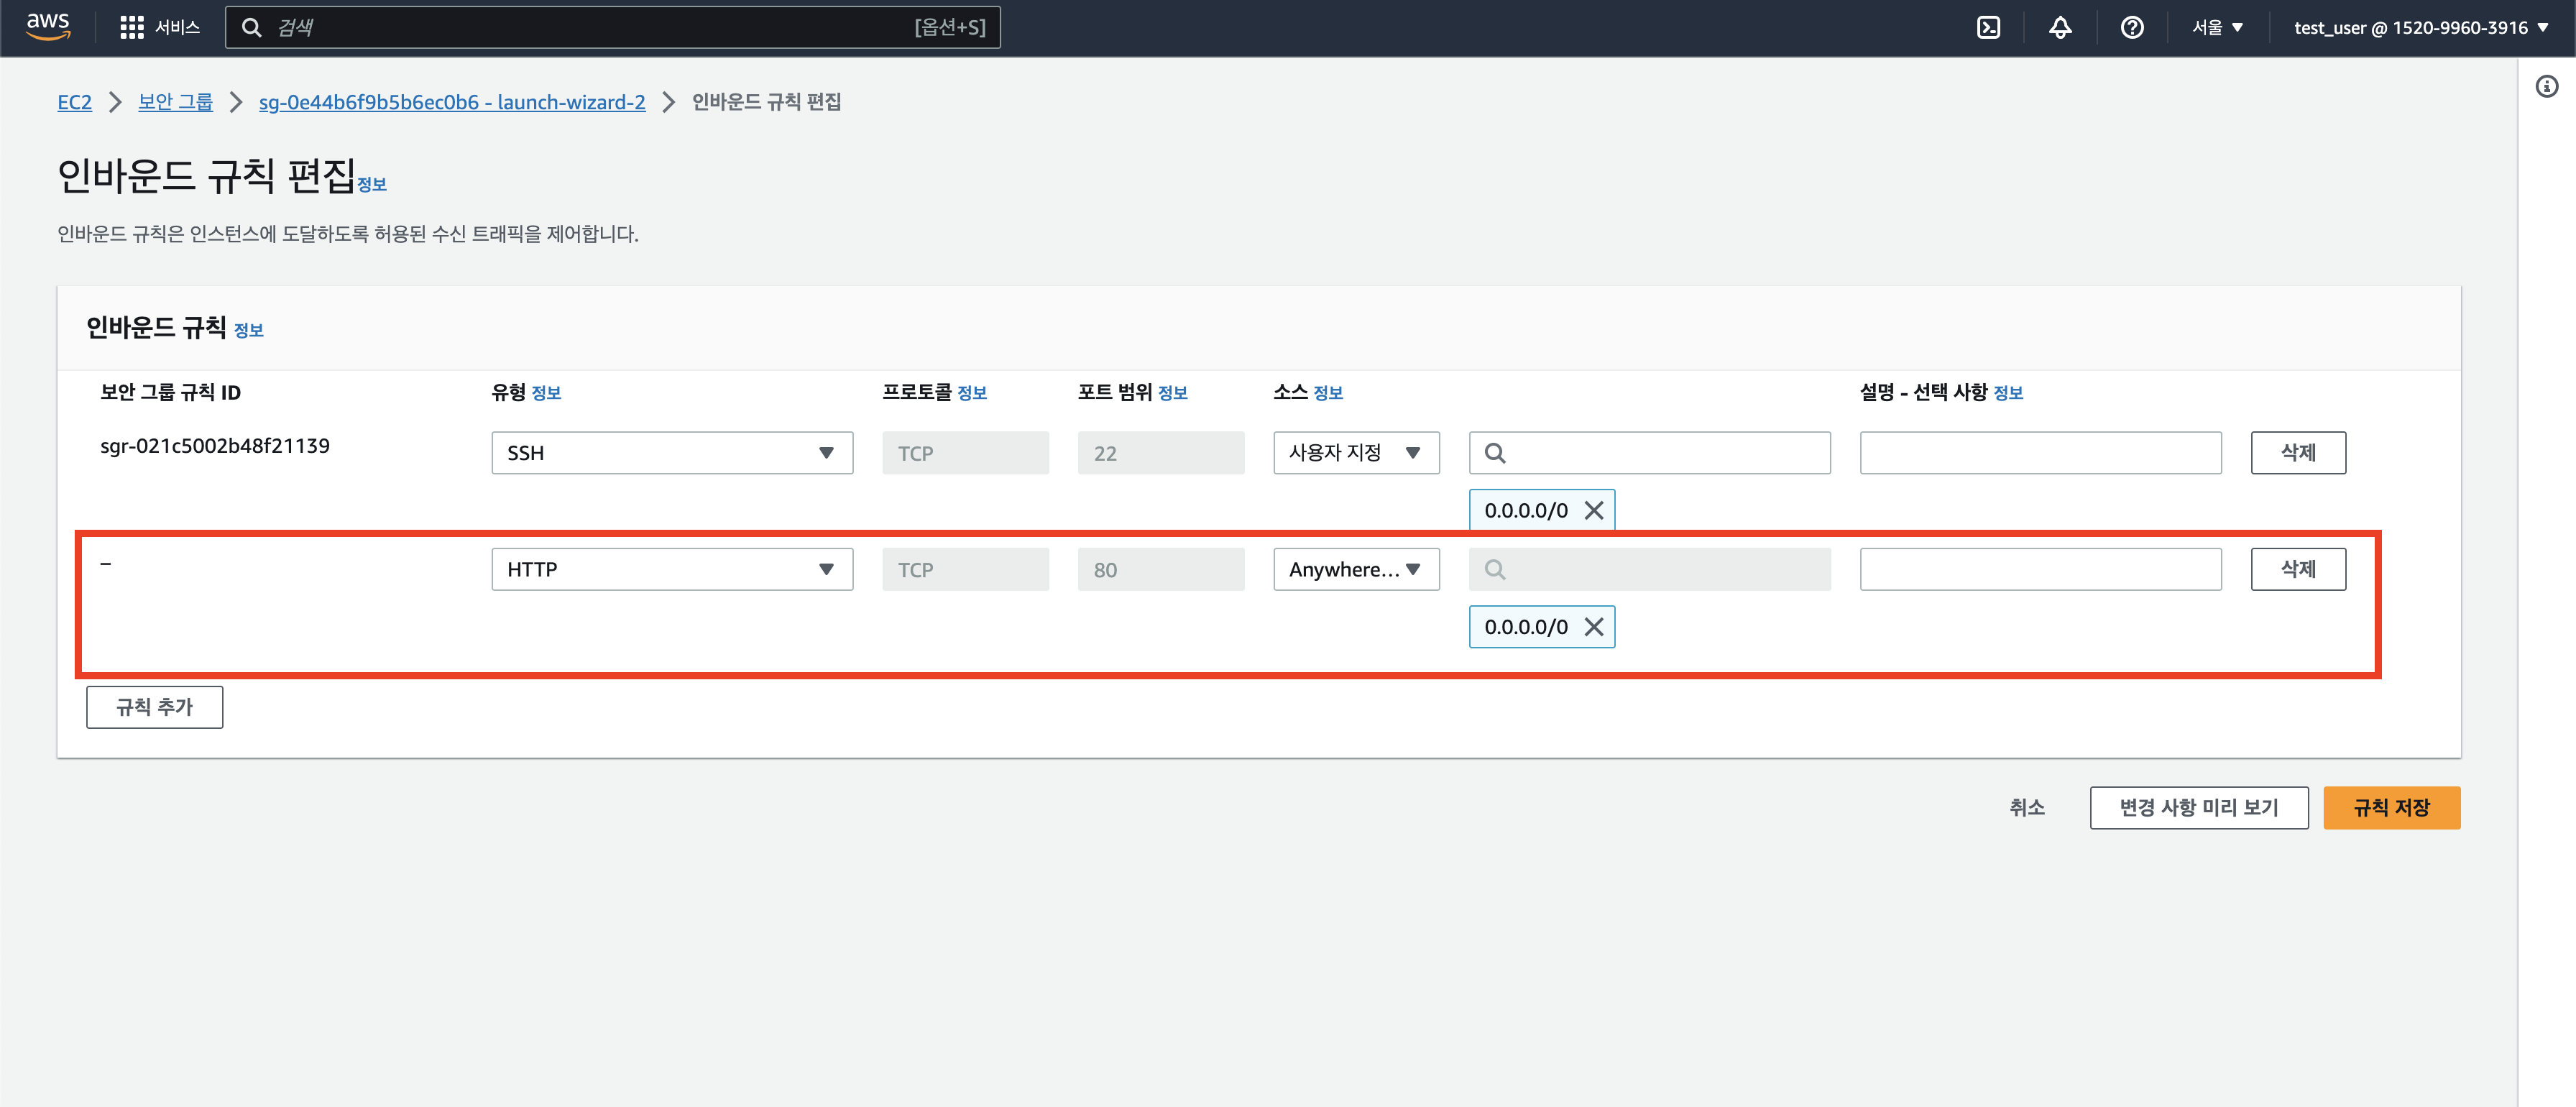 aws 서비스 검색 [옵션+S] 서울 test_user @ 1520-9960-3916
EC2 보안 그룹 sg-0e44b6f9b5b6ec0b6 - launch-wizard-2 인바운드 규칙 편집
인바운드 규칙 편집 정보
인바운드 규칙은 인스턴스에 도달하도록 허용된 수신 트래픽을 제어합니다.
인바운드 규칙 정보
보안 그룹 규칙 ID 유형 정보 프로토콜 정보 포트 범위 정보 소스 정보 설명 - 선택 사항 정보
sgr-021c5002b48f21139 SSH TCP 22 사용자 지정 삭제
0.0.0.0/0
– HTTP TCP 80 Anywhere... 삭제
0.0.0.0/0
규칙 추가
취소 변경 사항 미리 보기 규칙 저장